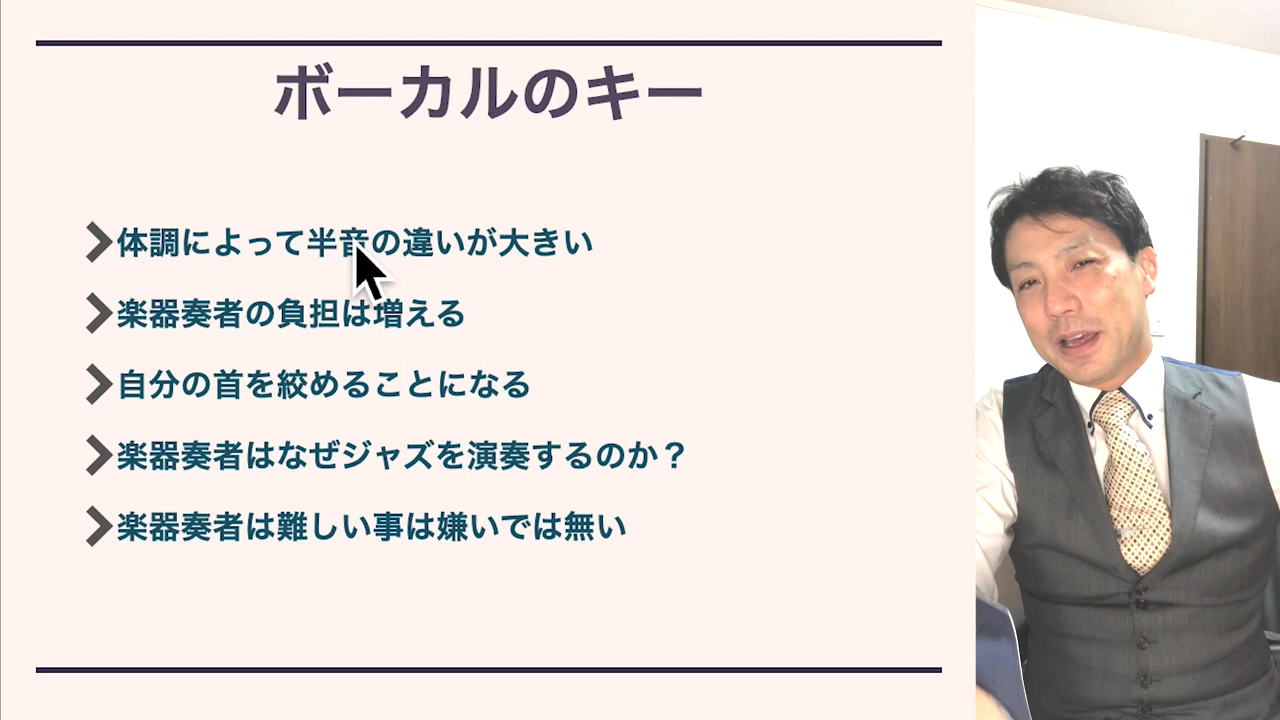 ボーカルのキー
体調によって半音の違いが大きい
楽器奏者の負担は増える
自分の首を絞めることになる
楽器奏者はなぜジャズを演奏するのか？
楽器奏者は難しい事は嫌いでは無い